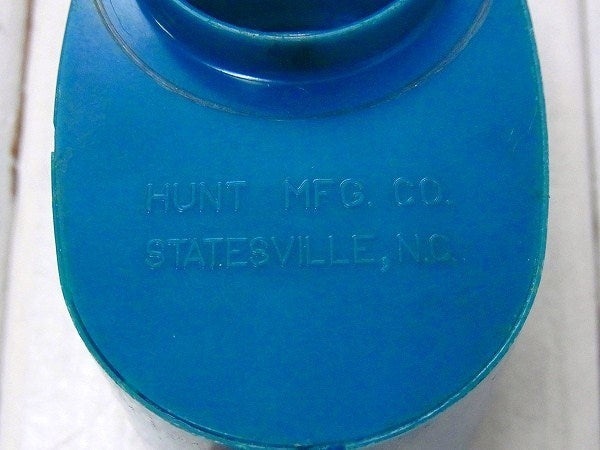 HUNT MFG. CO.
STATESVILLE, N.C.